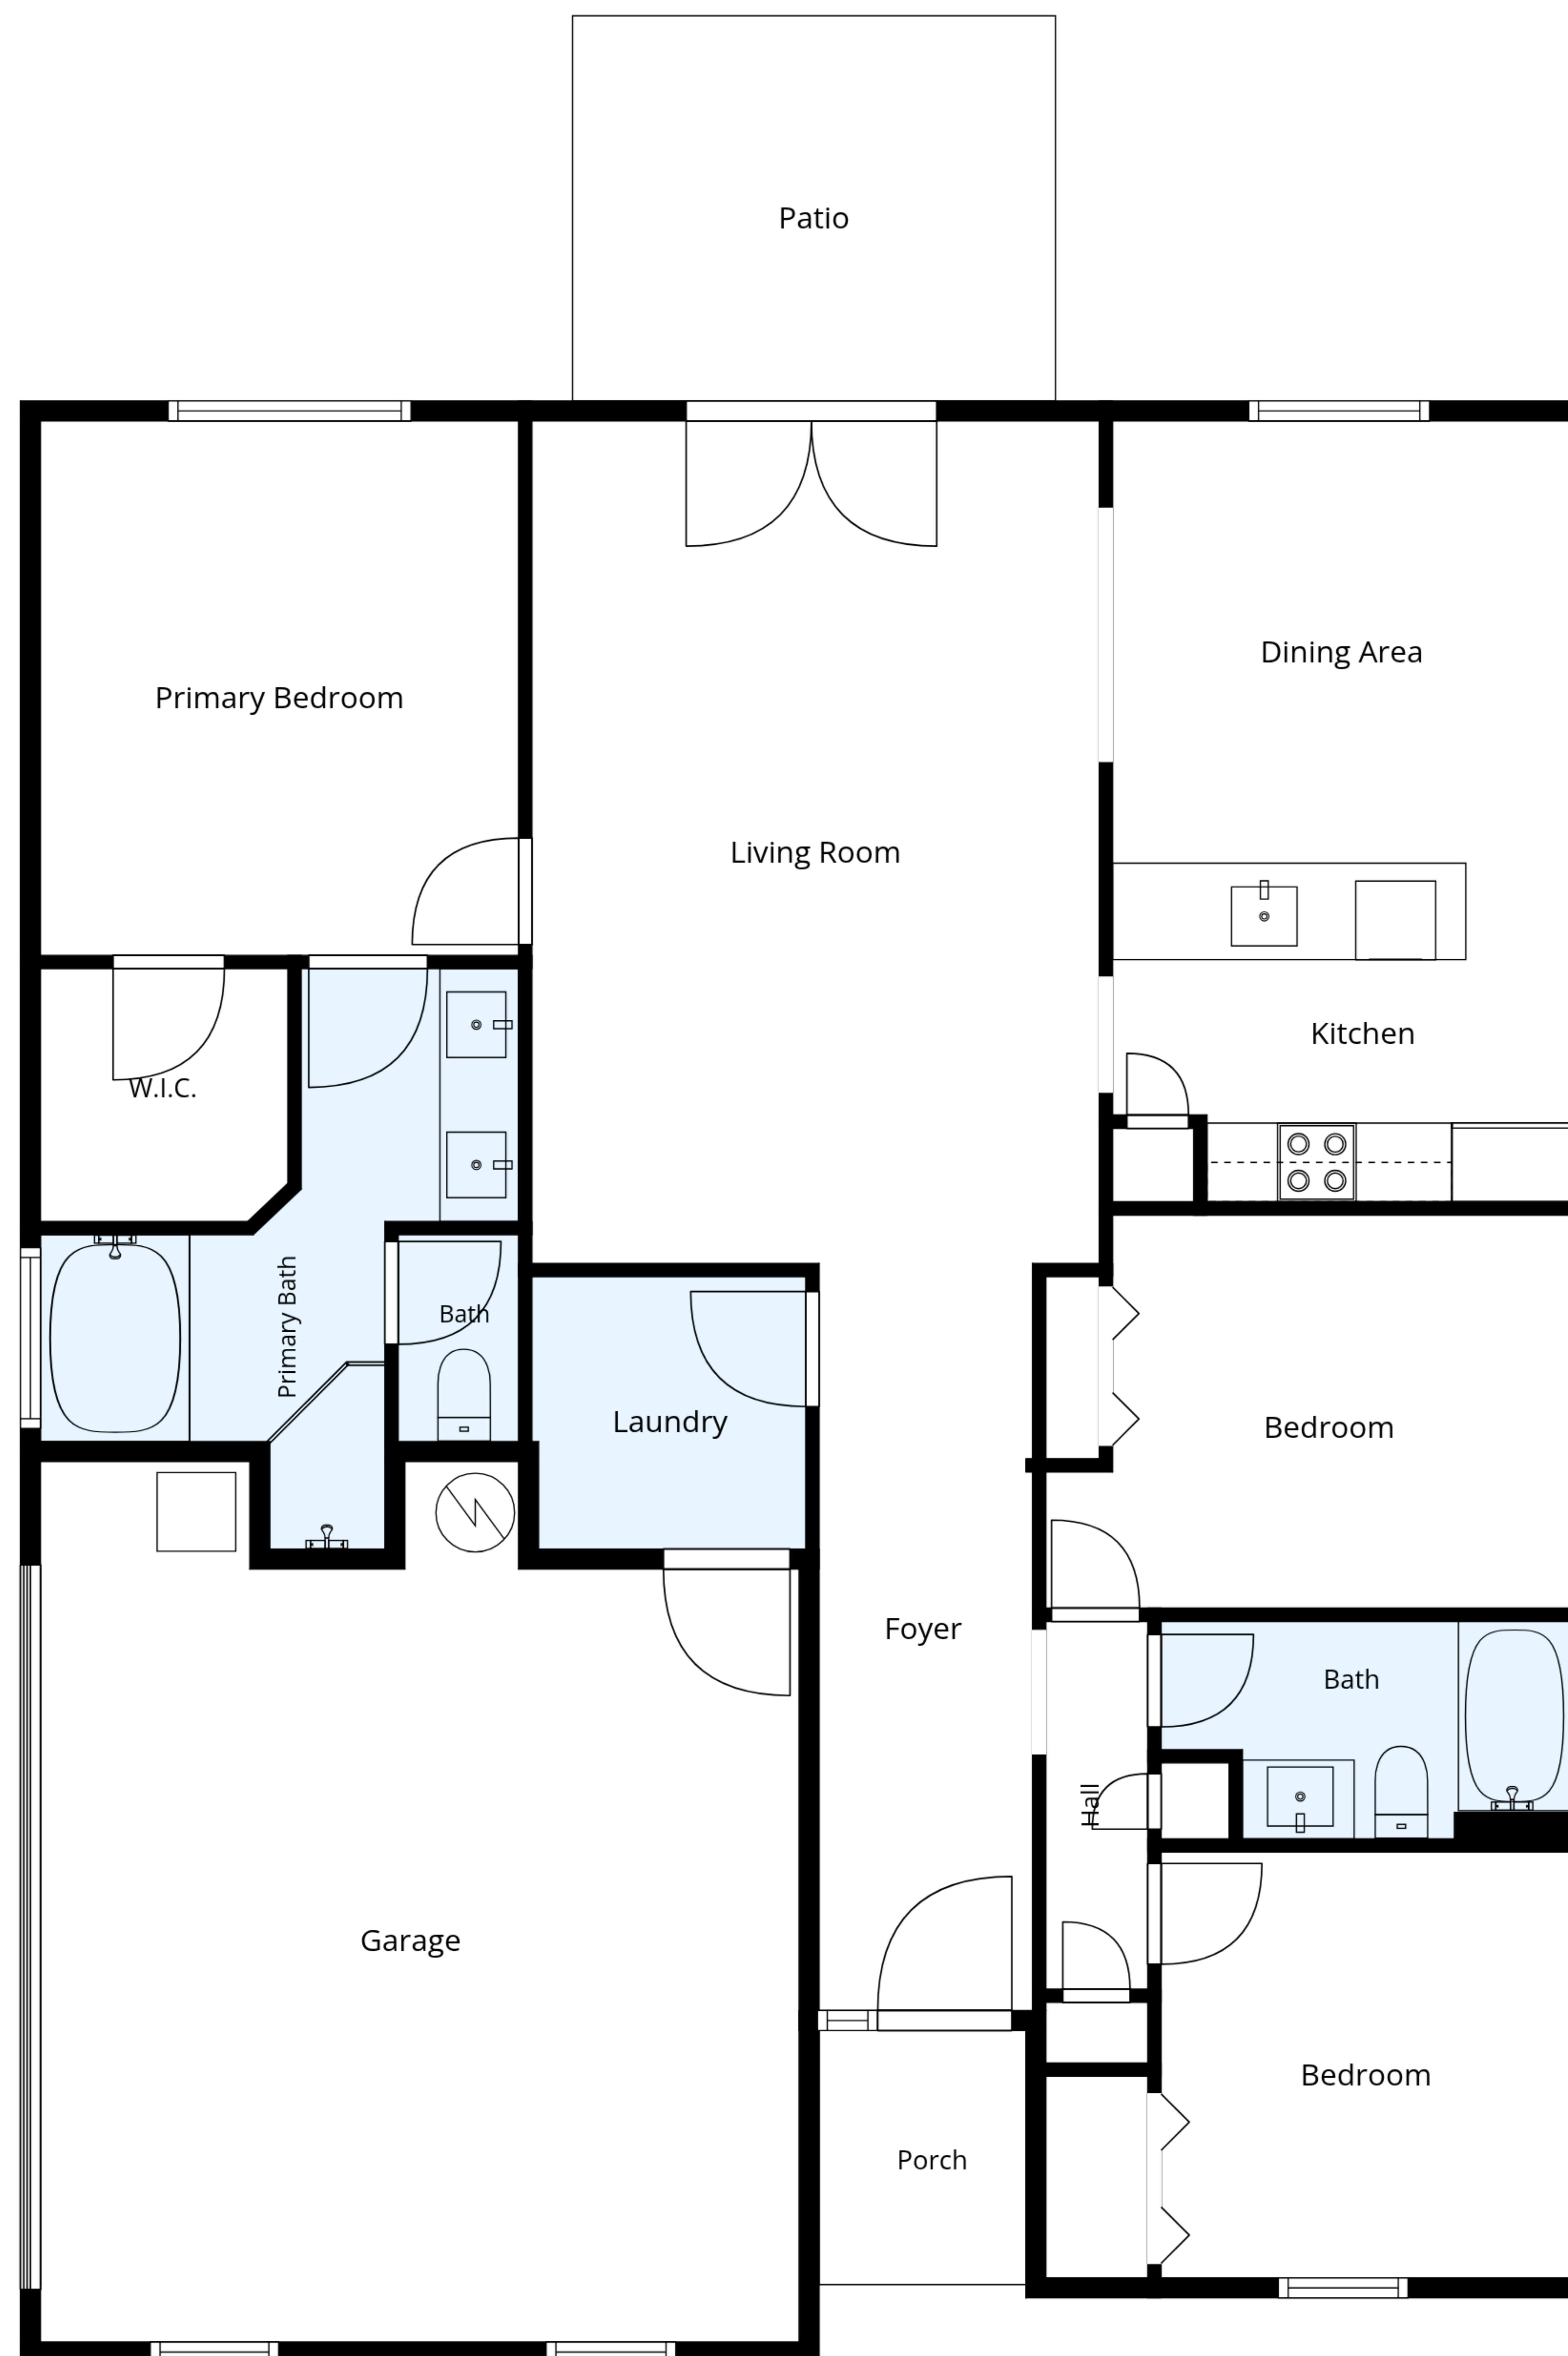 Patio
Dining Area
Primary Bedroom
Living Room
Kitchen
W.I.C.
Primary Bath
Bath
Laundry
Bedroom
Foyer
Bath
Hall
Garage
Bedroom
Porch